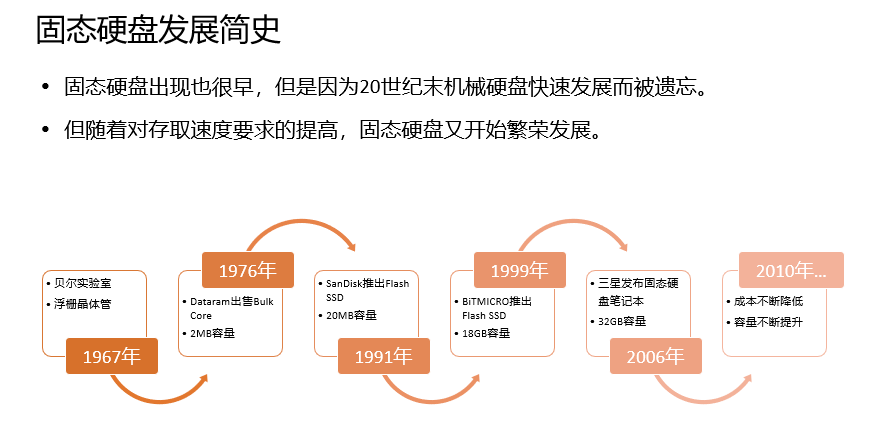 固态硬盘发展简史
• 固态硬盘出现也很早，但是因为20世纪末机械硬盘快速发展而被遗忘。
• 但随着对存取速度要求的提高，固态硬盘又开始繁荣发展。
• 贝尔实验室
• 浮栅晶体管
1967年
1976年
• Dataram出售Bulk
Core
• 2MB容量
• SanDisk推出Flash
SSD
• 20MB容量
1991年
1999年
• BiTMICRO推出
Flash SSD
• 18GB容量
• 三星发布固态硬
盘笔记本
• 32GB容量
2006年
2010年...
• 成本不断降低
• 容量不断提升